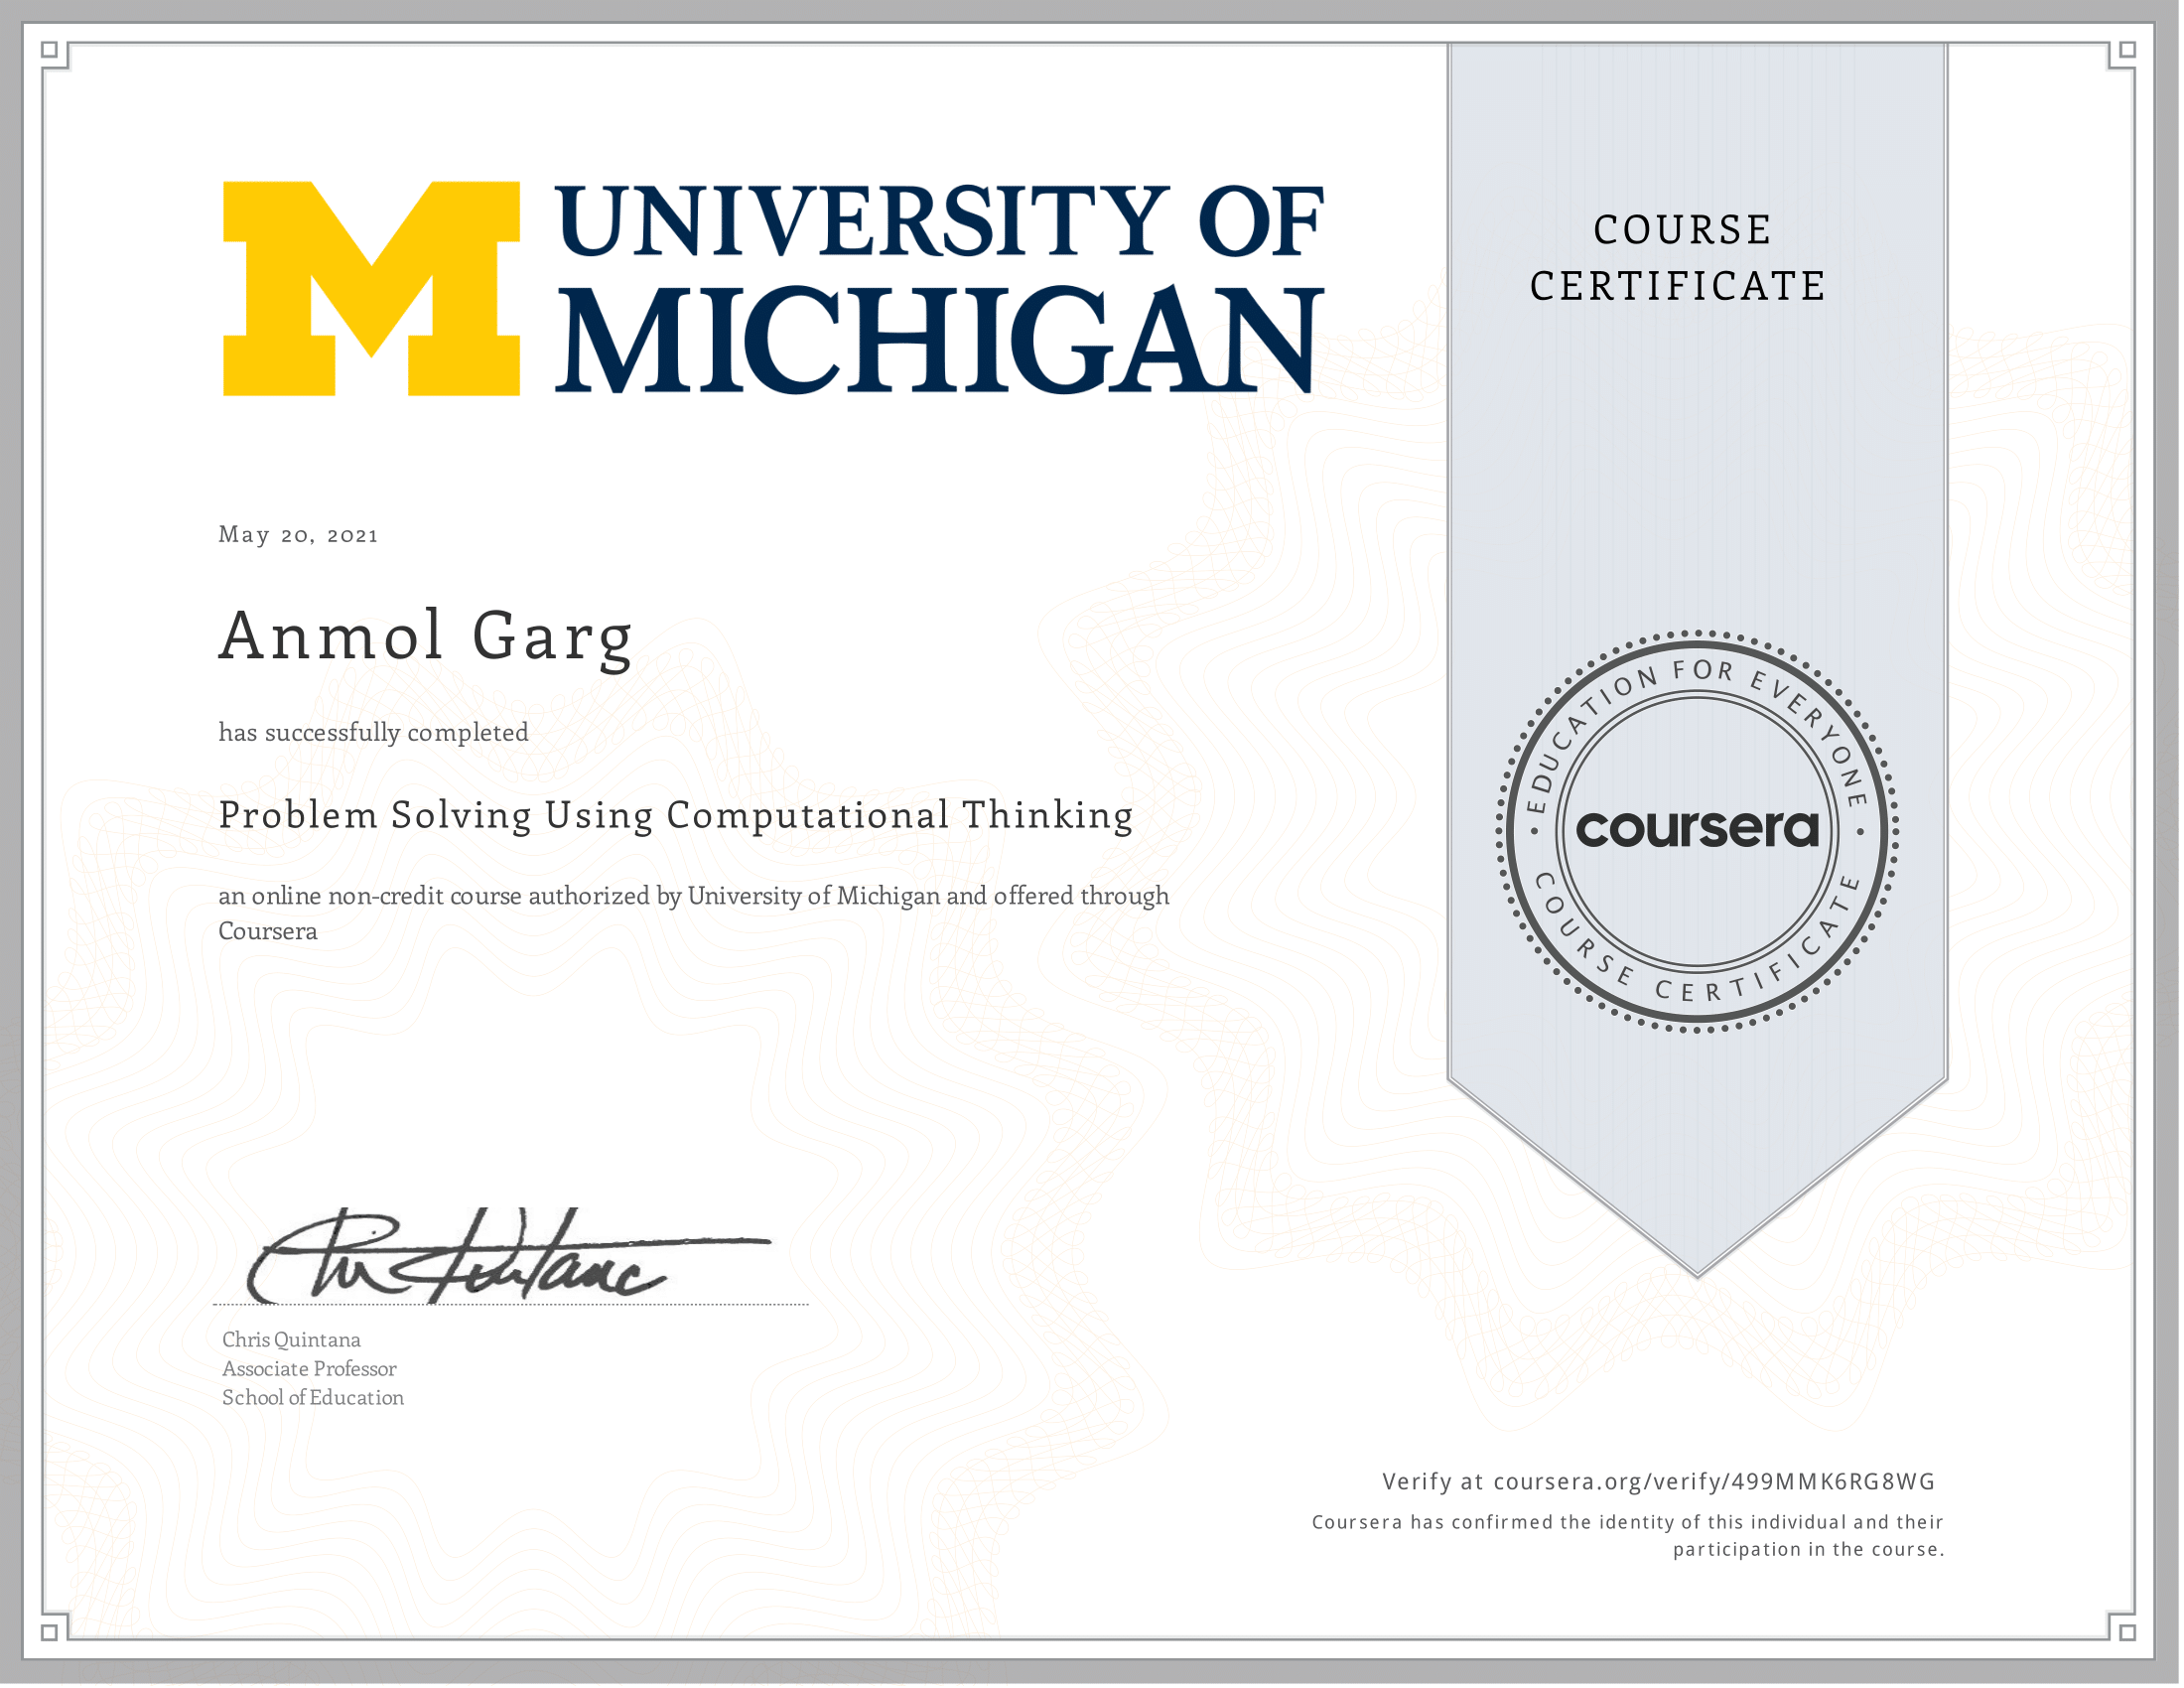 UNIVERSITY OF
MICHIGAN
COURSE
CERTIFICATE
May 20, 2021
Anmol Garg
has successfully completed
Problem Solving Using Computational Thinking
an online non-credit course authorized by University of Michigan and offered through
Coursera
EDUCATION FOR EVERYONE
coursera
COURSE CERTIFICATE
Chris Quintana
Chris Quintana
Associate Professor
School of Education
Verify at coursera.org/verify/499MMK6RG8WG
Coursera has confirmed the identity of this individual and their
participation in the course.